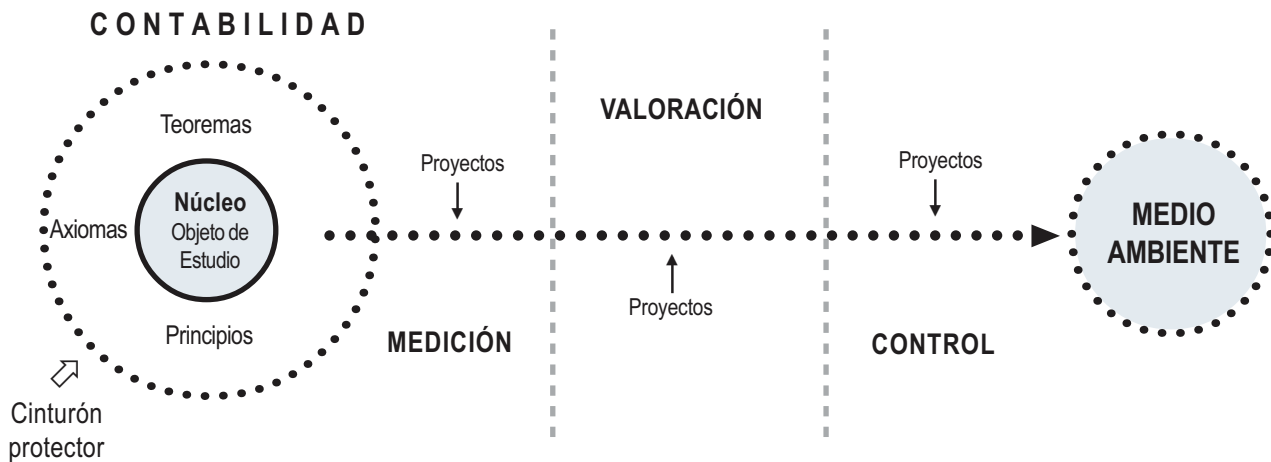 CONTABILIDAD
Teoremas
Axiomas
Núcleo
Objeto de
Estudio
Principios
Cinturón
protector
Proyectos
MEDICIÓN
VALORACIÓN
Proyectos
Proyectos
CONTROL
MEDIO
AMBIENTE